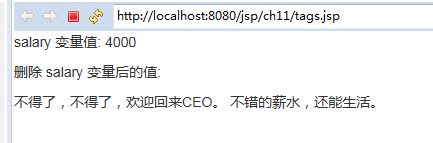 http://localhost:8080/jsp/ch11/tags.jsp
salary 变量值: 4000
删除 salary 变量后的值:
不得了，不得了，欢迎回来CEO。 不错的薪水，还能生活。